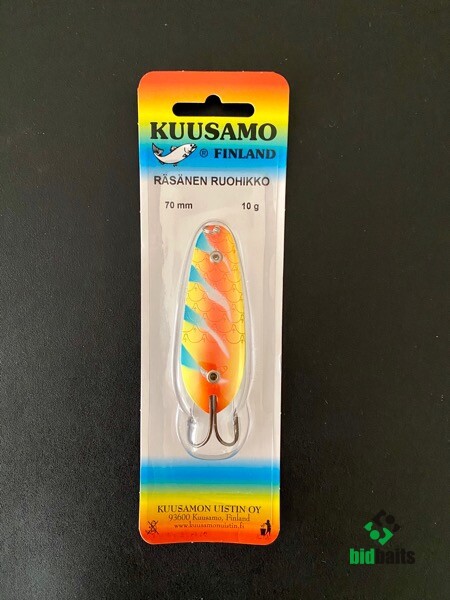 KUUSAMO
® FINLAND
RÄSÄNEN RUOHIKKO
70 mm 10 g
KUUSAMON UISTIN OY
93600 Kuusamo, Finland
www.kuusamonuistin.fi
bidbaits